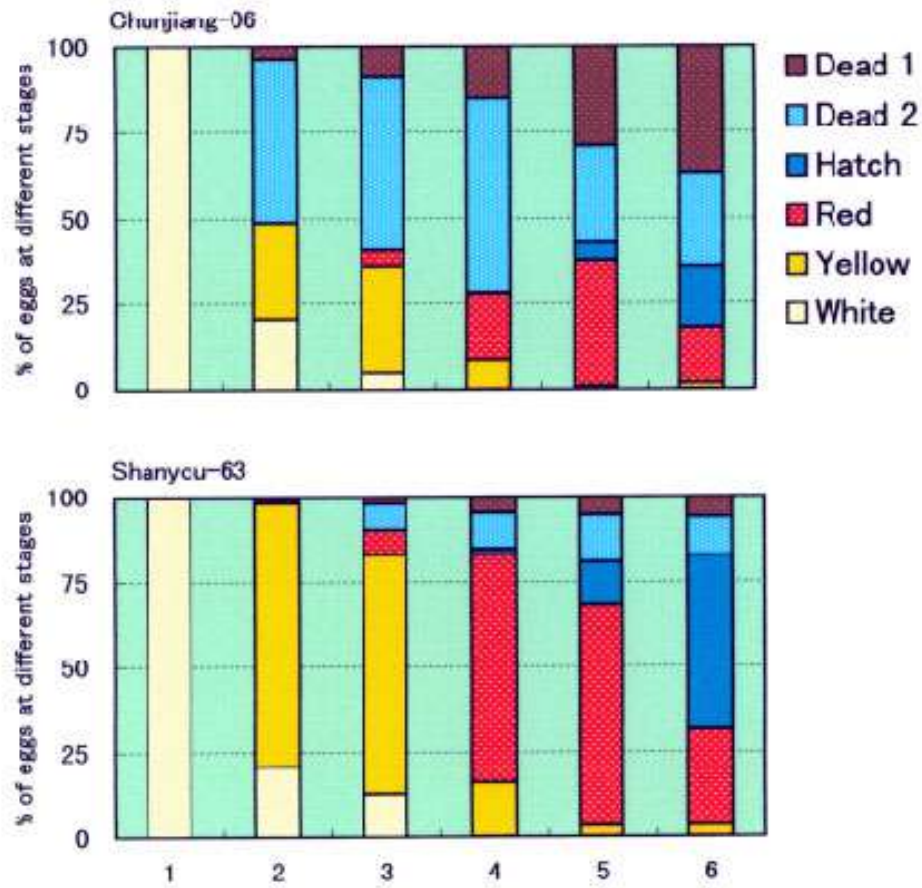 Chunjiang-06
% of eggs at different stages
100
75
50
25
0
Dead 1
Dead 2
Hatch
Red
Yellow
White
Shanycu-63
% of eggs at different stages
100
75
50
25
0
1 2 3 4 5 6